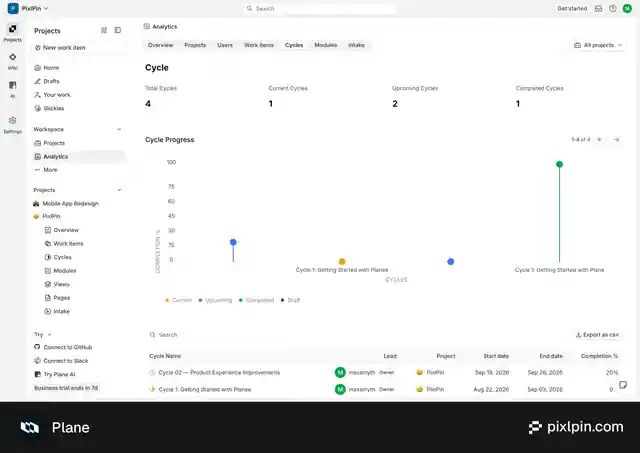 PixlPin
Search
Get started
M
Projects
Wiki
AI
Settings
Projects
New work item
Home
Drafts
Your work
Stickies
Workspace
Projects
Analytics
More
Projects
Mobile App Redesign
PixlPin
Overview
Work items
Cycles
Modules
Views
Pages
Intake
Try
Connect to GitHub
Connect to Slack
Try Plane AI
Business trial ends in 7d
Analytics
Overview Projects Users Work items Cycles Modules Intake
All projects
Cycle
Total Cycles Current Cycles Upcoming Cycles Completed Cycles
4 1 2 1
Cycle Progress
1-4 of 4
COMPLETION %
100
75
60
45
30
15
0
Cycle 1: Getting Started with Plane
Cycle 1: Getting Started with Plane
CYCLES
Current Upcoming Completed Draft
Search
Export as csv
Cycle Name Lead Project Start date End date Completion %
Cycle 02 — Product Experience Improvements M maxsmyth Owner PixlPin Sep 19, 2026 Sep 26, 2026 20%
Cycle 1: Getting Started with Plane M maxsmyth Owner PixlPin Aug 22, 2026 Sep 03, 2026 0
Plane
pixlpin.com